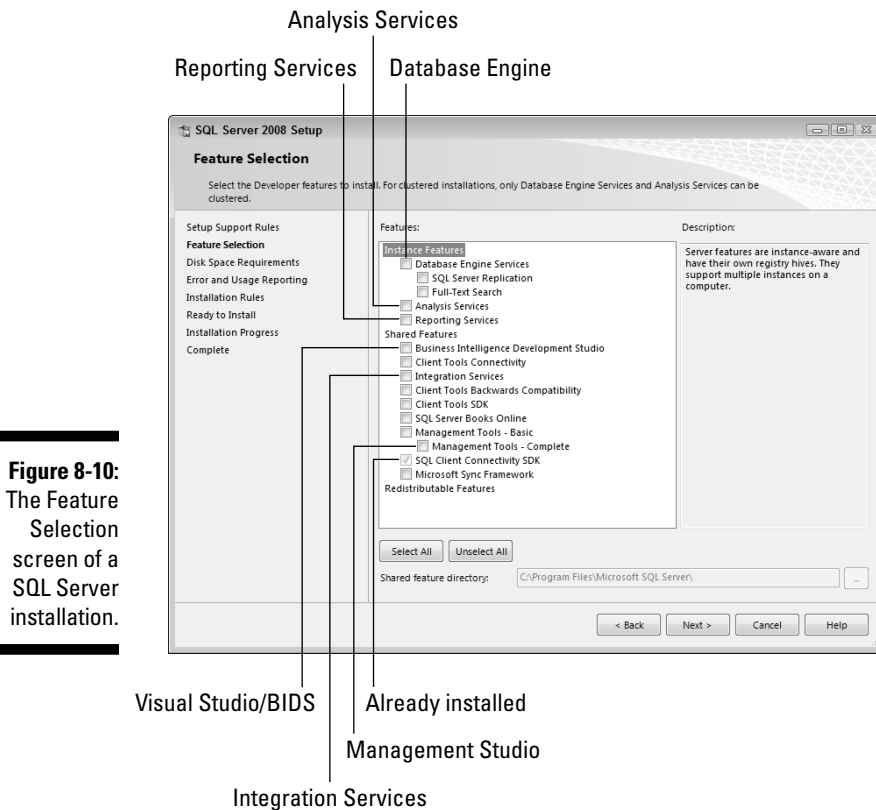 Analysis Services
Reporting Services
Database Engine
SQL Server 2008 Setup
Feature Selection
Select the Developer features to install. For clustered installations, only Database Engine Services and Analysis Services can be
clustered.
Setup Support Rules
Feature Selection
Disk Space Requirements
Error and Usage Reporting
Installation Rules
Ready to Install
Installation Progress
Complete
Features:
Instance Features
Database Engine Services
SQL Server Replication
Full-Text Search
Analysis Services
Reporting Services
Shared Features
Business Intelligence Development Studio
Client Tools Connectivity
Integration Services
Client Tools Backwards Compatibility
Client Tools SDK
SQL Server Books Online
Management Tools - Basic
Management Tools - Complete
SQL Client Connectivity SDK
Microsoft Sync Framework
Redistributable Features
Description:
Server features are instance-aware and
have their own registry hives. They
support multiple instances on a
computer.
Select All
Unselect All
Shared feature directory:
C:\Program Files\Microsoft SQL Server\
...
< Back
Next >
Cancel
Help
Figure 8-10:
The Feature
Selection
screen of a
SQL Server
installation.
Visual Studio/BIDS
Already installed
Management Studio
Integration Services